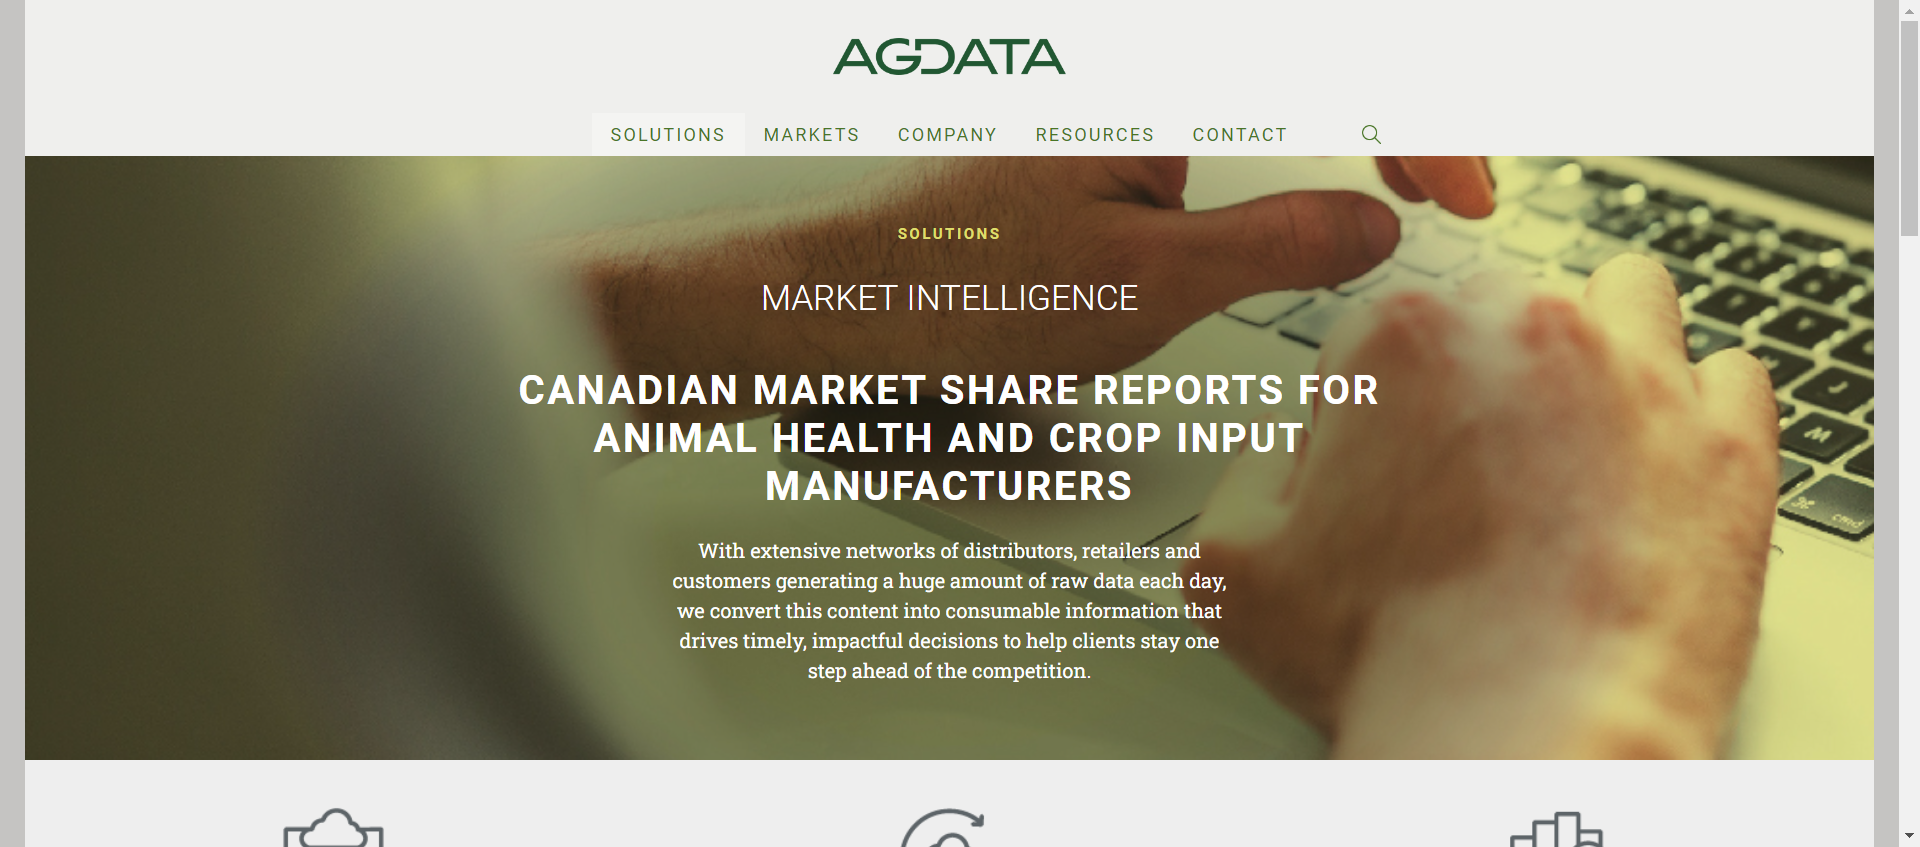 AGDATA
SOLUTIONS MARKETS COMPANY RESOURCES CONTACT
SOLUTIONS
MARKET INTELLIGENCE
CANADIAN MARKET SHARE REPORTS FOR
ANIMAL HEALTH AND CROP INPUT
MANUFACTURERS
With extensive networks of distributors, retailers and
customers generating a huge amount of raw data each day,
we convert this content into consumable information that
drives timely, impactful decisions to help clients stay one
step ahead of the competition.